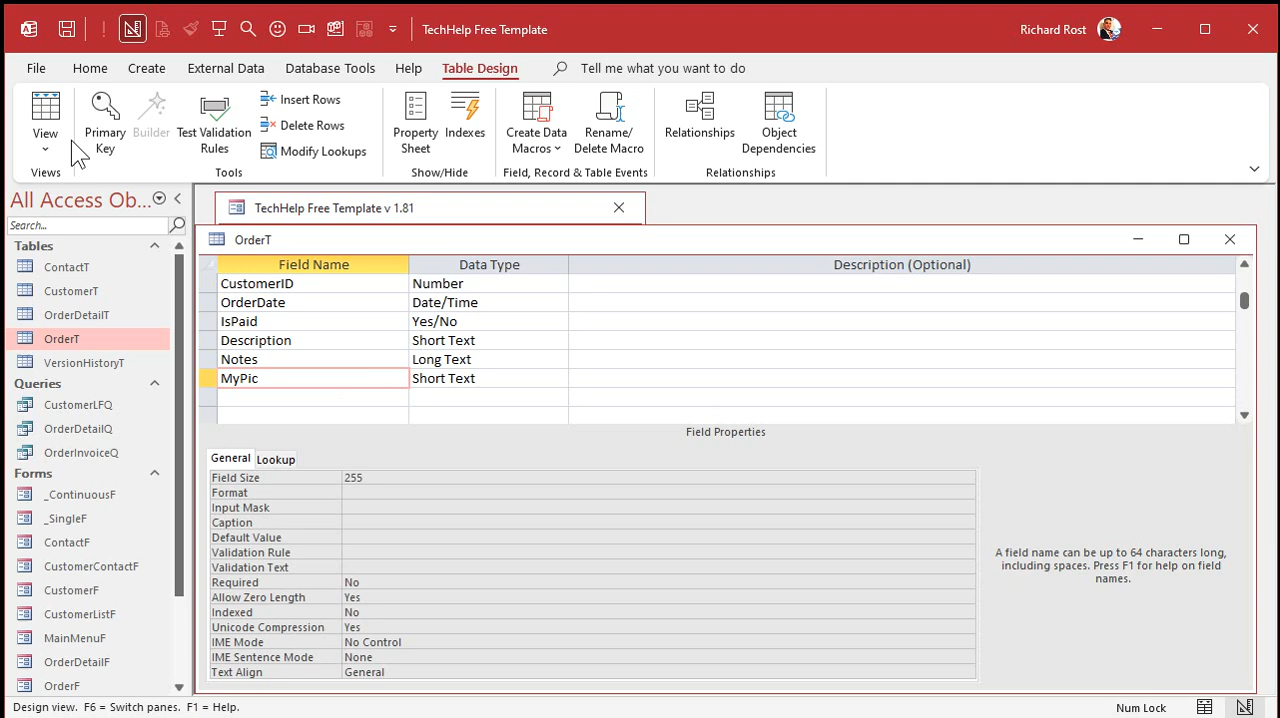 TechHelp Free Template
Richard Rost
File Home Create External Data Database Tools Help Table Design Tell me what you want to do
View
Primary Key
Builder
Test Validation Rules
Insert Rows
Delete Rows
Modify Lookups
Property Sheet
Indexes
Create Data Macros
Rename/ Delete Macro
Relationships
Object Dependencies
Views Tools Show/Hide Field, Record & Table Events Relationships
All Access Ob...
Search...
Tables
ContactT
CustomerT
OrderDetailT
OrderT
VersionHistoryT
Queries
CustomerLFQ
OrderDetailQ
OrderInvoiceQ
Forms
_ContinuousF
_SingleF
ContactF
CustomerContactF
CustomerF
CustomerListF
MainMenuF
OrderDetailF
OrderF
TechHelp Free Template v 1.81
OrderT
Field Name Data Type Description (Optional)
CustomerID Number
OrderDate Date/Time
IsPaid Yes/No
Description Short Text
Notes Long Text
MyPic Short Text
Field Properties
General Lookup
Field Size 255
Format
Input Mask
Caption
Default Value
Validation Rule
Validation Text
Required No
Allow Zero Length Yes
Indexed No
Unicode Compression Yes
IME Mode No Control
IME Sentence Mode None
Text Align General
A field name can be up to 64 characters long,
including spaces. Press F1 for help on field
names.
Design view. F6 = Switch panes. F1 = Help.
Num Lock